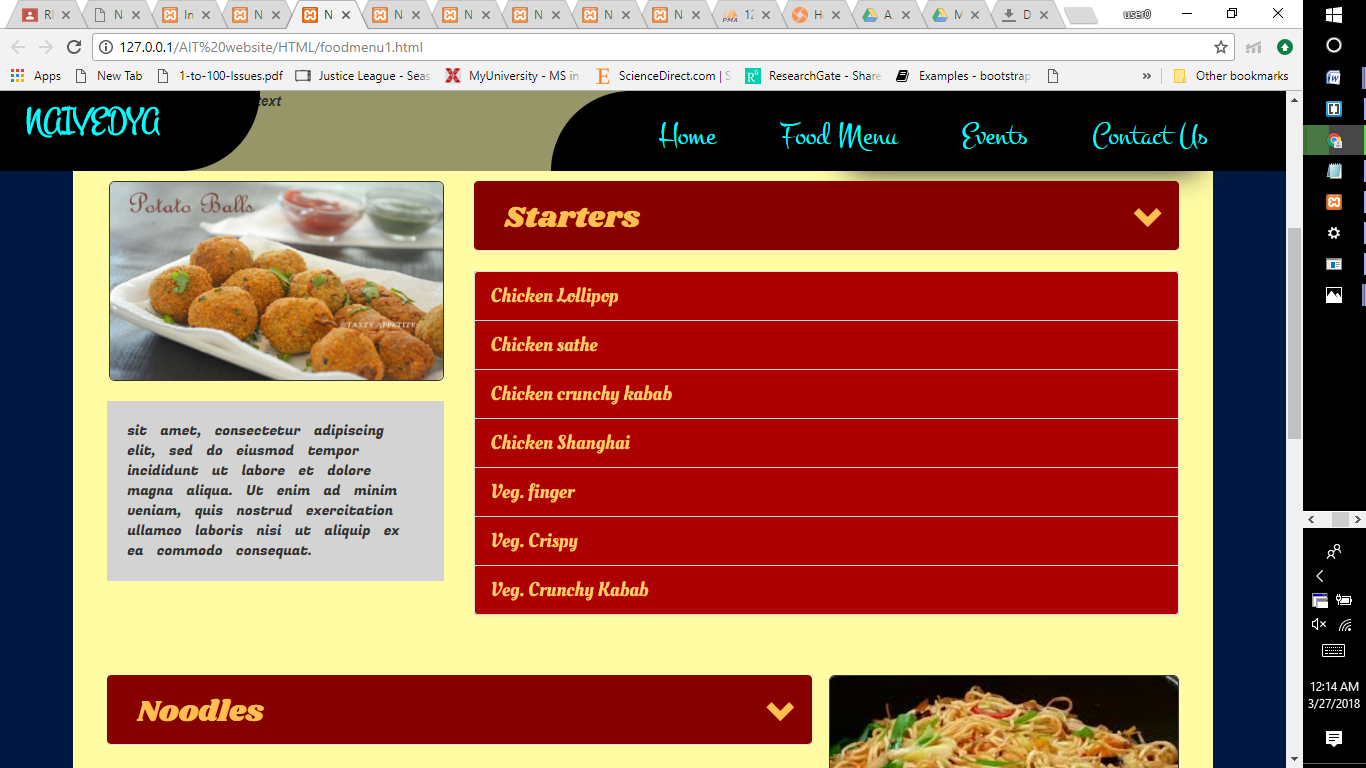 RI
N
In
N
N
N
N
N
N
N
12
H
A
M
D
user0
127.0.0.1/AIT%20website/HTML/foodmenu1.html
Apps
New Tab
1-to-100-Issues.pdf
Justice League - Seas
MyUniversity - MS in
ScienceDirect.com | S
ResearchGate - Share
Examples - bootstrap
»
Other bookmarks
NAIVEDYA
text
Home
Food Menu
Events
Contact Us
Potato Balls
©TASTY APPETITE
sit amet, consectetur adipiscing
elit, sed do eiusmod tempor
incididunt ut labore et dolore
magna aliqua. Ut enim ad minim
veniam, quis nostrud exercitation
ullamco laboris nisi ut aliquip ex
ea commodo consequat.
Starters
Chicken Lollipop
Chicken sathe
Chicken crunchy kabab
Chicken Shanghai
Veg. finger
Veg. Crispy
Veg. Crunchy Kabab
Noodles
12:14 AM
3/27/2018